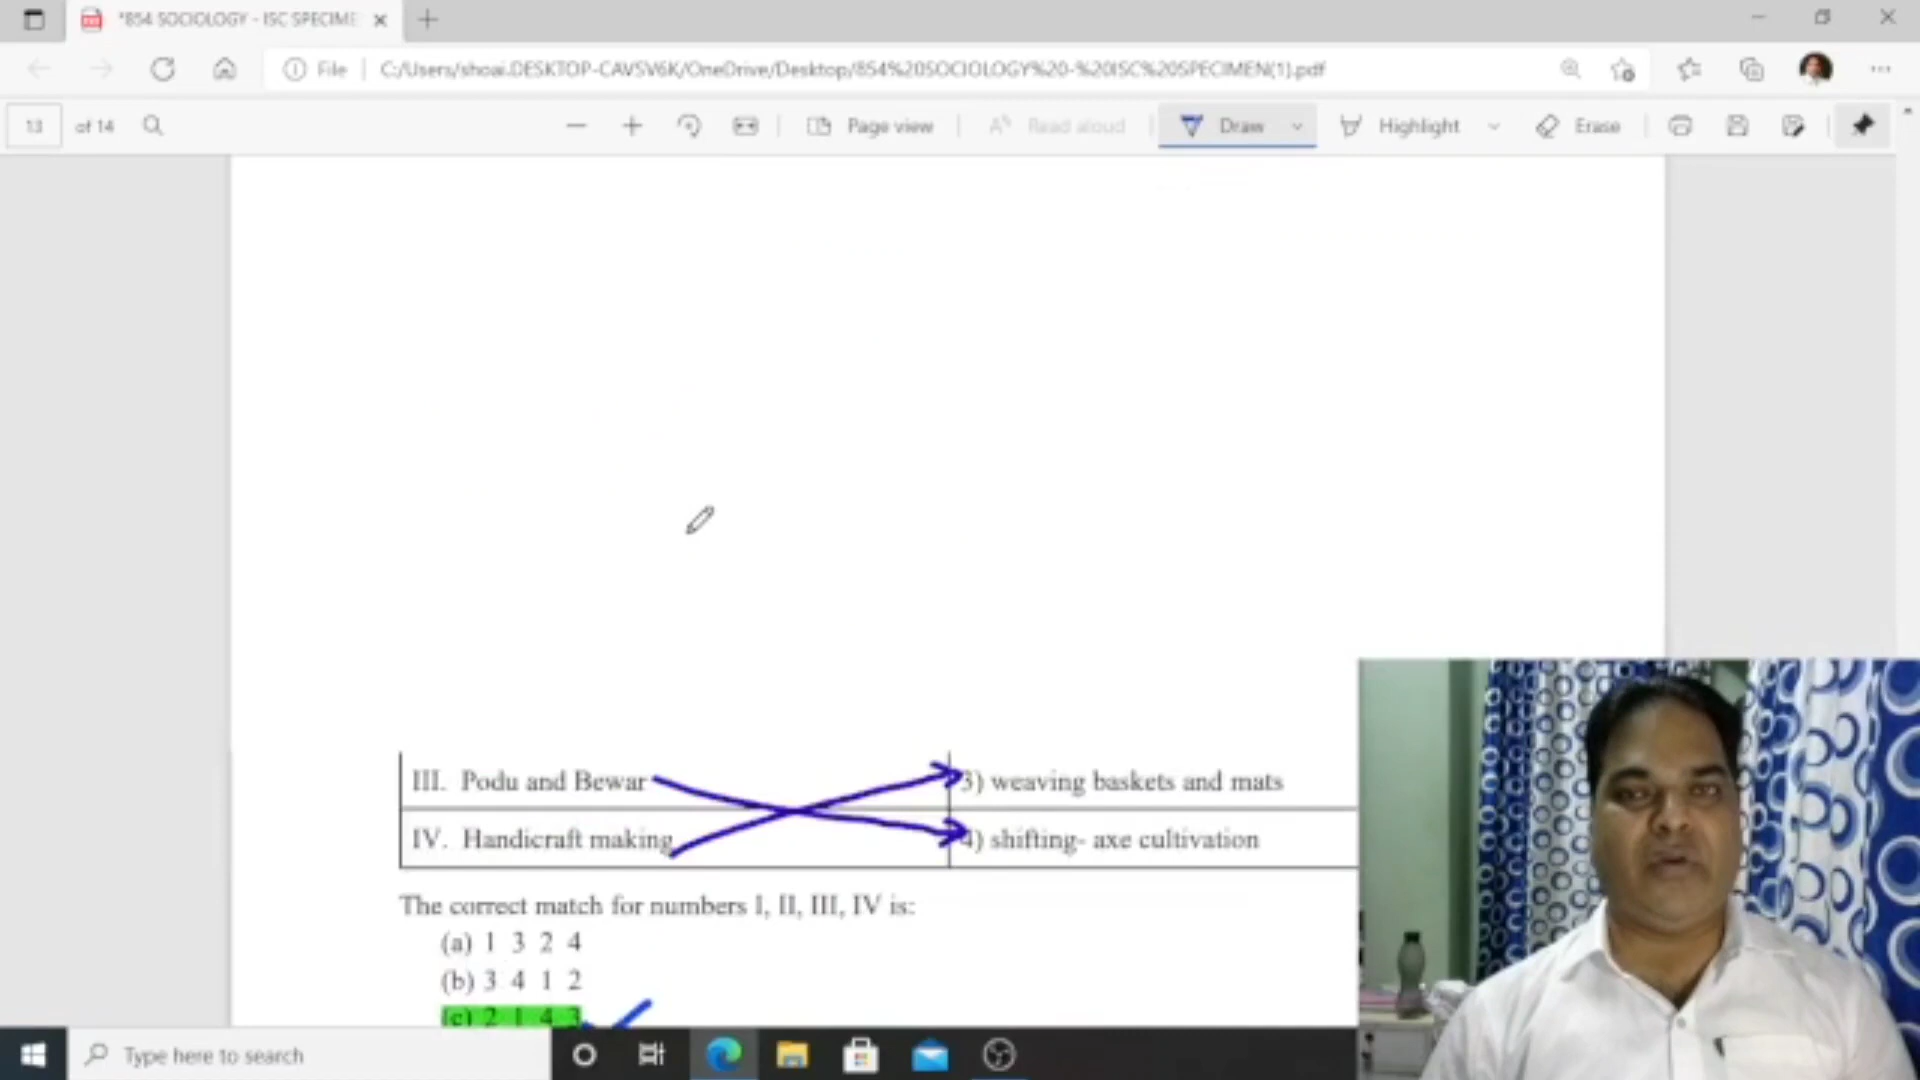 *854 SOCIOLOGY - ISC SPECIME
File
C:/Users/shoai.DESKTOP-CAVSV6K/OneDrive/Desktop/854%20SOCIOLOGY%20-%20ISC%20SPECIMEN(1).pdf
13 of 14
Page view
Read aloud
Draw
Highlight
Erase
III. Podu and Bewar 3) weaving baskets and mats
IV. Handicraft making 4) shifting- axe cultivation
The correct match for numbers I, II, III, IV is:
(a) 1 3 2 4
(b) 3 4 1 2
(c) 2 1 4 3
Type here to search